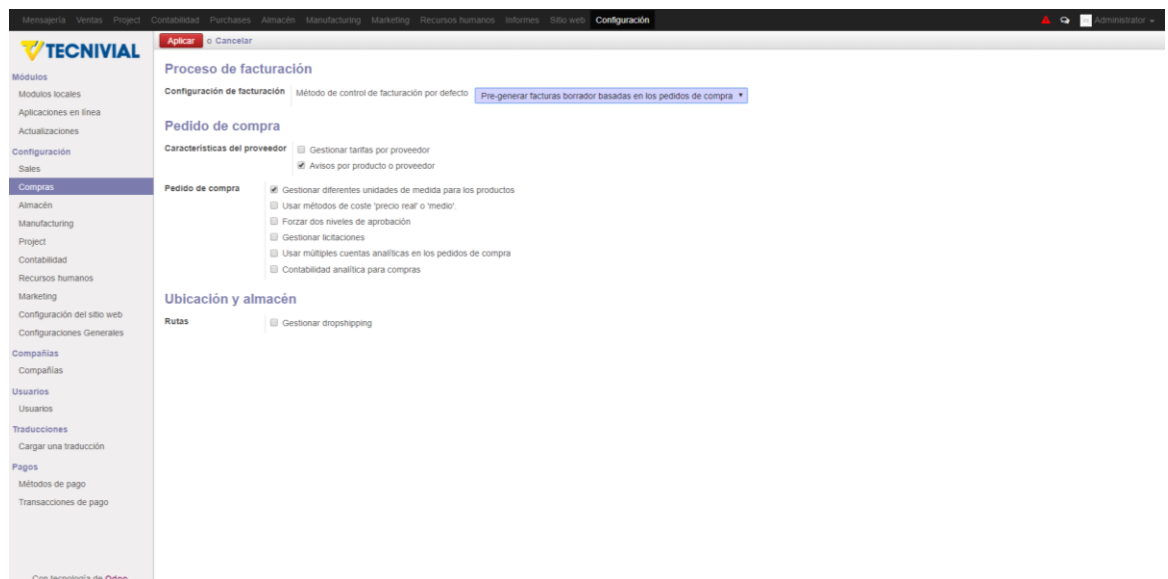 Mensajería Ventas Project Contabilidad Purchases Almacén Manufacturing Marketing Recursos humanos Informes Sitio web Configuración Administrator
TECNIVIAL
Aplicar o Cancelar
Módulos
Modulos locales
Aplicaciones en línea
Actualizaciones
Configuración
Sales
Compras
Almacén
Manufacturing
Project
Contabilidad
Recursos humanos
Marketing
Configuración del sitio web
Configuraciones Generales
Compañías
Compañías
Usuarios
Usuarios
Traducciones
Cargar una traducción
Pagos
Métodos de pago
Transacciones de pago
Con tecnología de Odoo
Proceso de facturación
Configuración de facturación Método de control de facturación por defecto Pre-generar facturas borrador basadas en los pedidos de compra
Pedido de compra
Características del proveedor Gestionar tarifas por proveedor
Avisos por producto o proveedor
Pedido de compra Gestionar diferentes unidades de medida para los productos
Usar métodos de coste 'precio real' o 'medio'.
Forzar dos niveles de aprobación
Gestionar licitaciones
Usar múltiples cuentas analíticas en los pedidos de compra
Contabilidad analítica para compras
Ubicación y almacén
Rutas Gestionar dropshipping